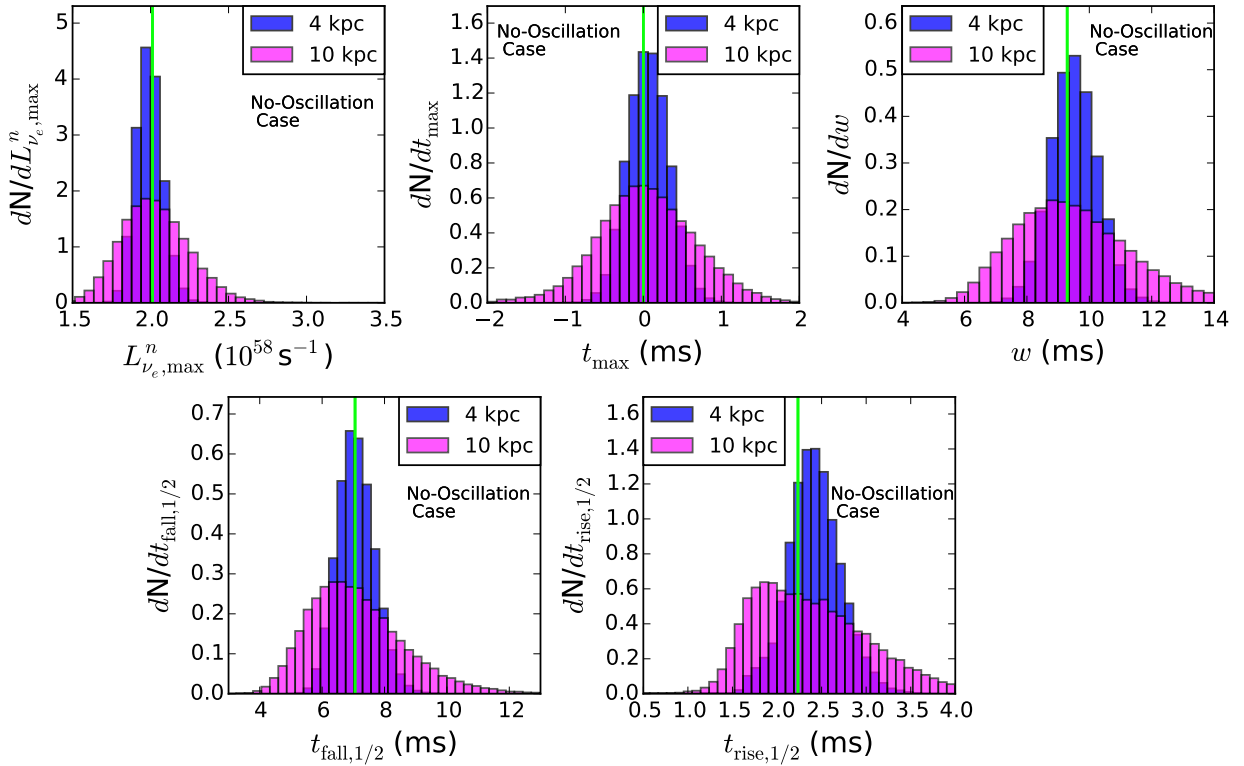 4 kpc
10 kpc
No-Oscillation
Case
dN/dL^n_{ν_e,max}
5
4
3
2
1
0
1.5 2.0 2.5 3.0 3.5
L^n_{ν_e,max} (10^58 s^−1)
No-Oscillation
Case
4 kpc
10 kpc
dN/dt_max
1.6
1.4
1.2
1.0
0.8
0.6
0.4
0.2
0.0
−2 −1 0 1 2
t_max (ms)
4 kpc
10 kpc
No-Oscillation
Case
dN/dw
0.6
0.5
0.4
0.3
0.2
0.1
0.0
4 6 8 10 12 14
w (ms)
4 kpc
10 kpc
No-Oscillation
Case
dN/dt_fall,1/2
0.7
0.6
0.5
0.4
0.3
0.2
0.1
0.0
4 6 8 10 12
t_fall,1/2 (ms)
4 kpc
10 kpc
No-Oscillation
Case
dN/dt_rise,1/2
1.6
1.4
1.2
1.0
0.8
0.6
0.4
0.2
0.0
0.5 1.0 1.5 2.0 2.5 3.0 3.5 4.0
t_rise,1/2 (ms)